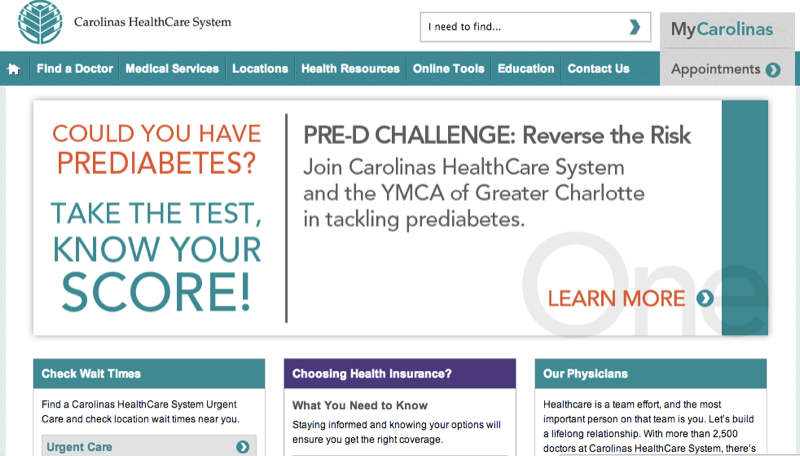 Carolinas HealthCare System
I need to find...
MyCarolinas
Appointments
Find a Doctor Medical Services Locations Health Resources Online Tools Education Contact Us
COULD YOU HAVE
PREDIABETES?
TAKE THE TEST,
KNOW YOUR
SCORE!
PRE-D CHALLENGE: Reverse the Risk
Join Carolinas HealthCare System
and the YMCA of Greater Charlotte
in tackling prediabetes.
One
LEARN MORE
Check Wait Times
Find a Carolinas HealthCare System Urgent
Care and check location wait times near you.
Urgent Care
Choosing Health Insurance?
What You Need to Know
Staying informed and knowing your options will
ensure you get the right coverage.
Our Physicians
Healthcare is a team effort, and the most
important person on that team is you. Let's build
a lifelong relationship. With more than 2,500
doctors at Carolinas HealthCare System, there's